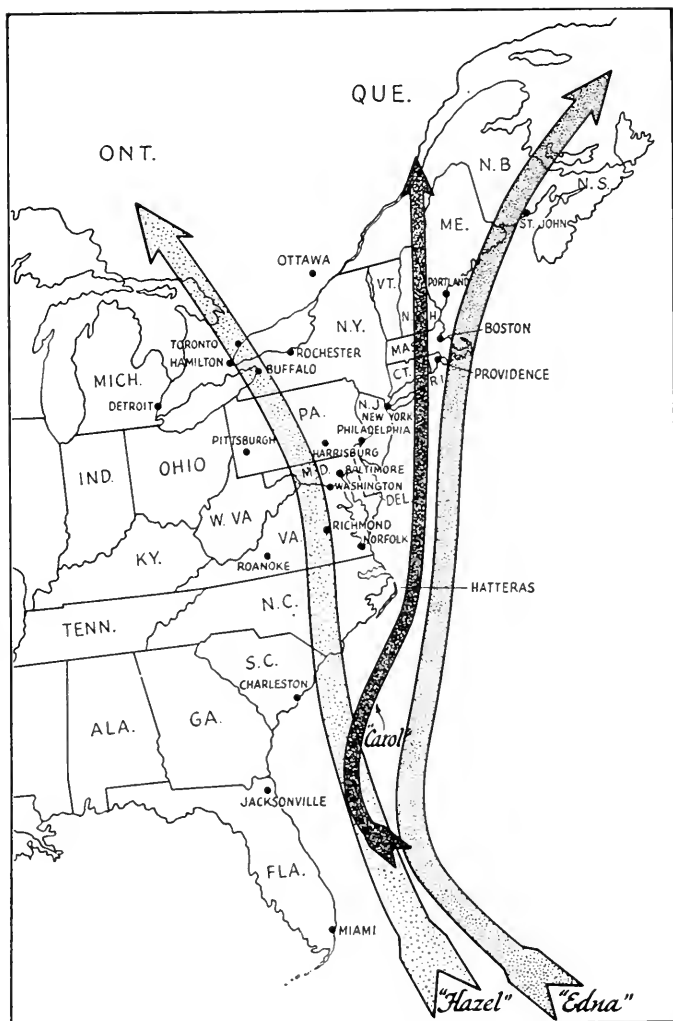 QUE.
ONT.
N.B
N.S.
ST. JOHN
ME.
OTTAWA
VT.
PORTLAND
N.H
N.Y.
BOSTON
TORONTO
ROCHESTER
MA.
HAMILTON
BUFFALO
CT.
R.I.
PROVIDENCE
MICH.
DETROIT
PA.
N.J
NEW YORK
PHILADELPHIA
PITTSBURGH
HARRISBURG
IND.
OHIO
M.D.
BALTIMORE
WASHINGTON
DEL.
W. VA
RICHMOND
VA.
NORFOLK
KY.
ROANOKE
HATTERAS
N.C.
TENN.
S.C.
CHARLESTON
"Carol"
ALA.
GA.
JACKSONVILLE
FLA.
MIAMI
"Hazel"
"Edna"